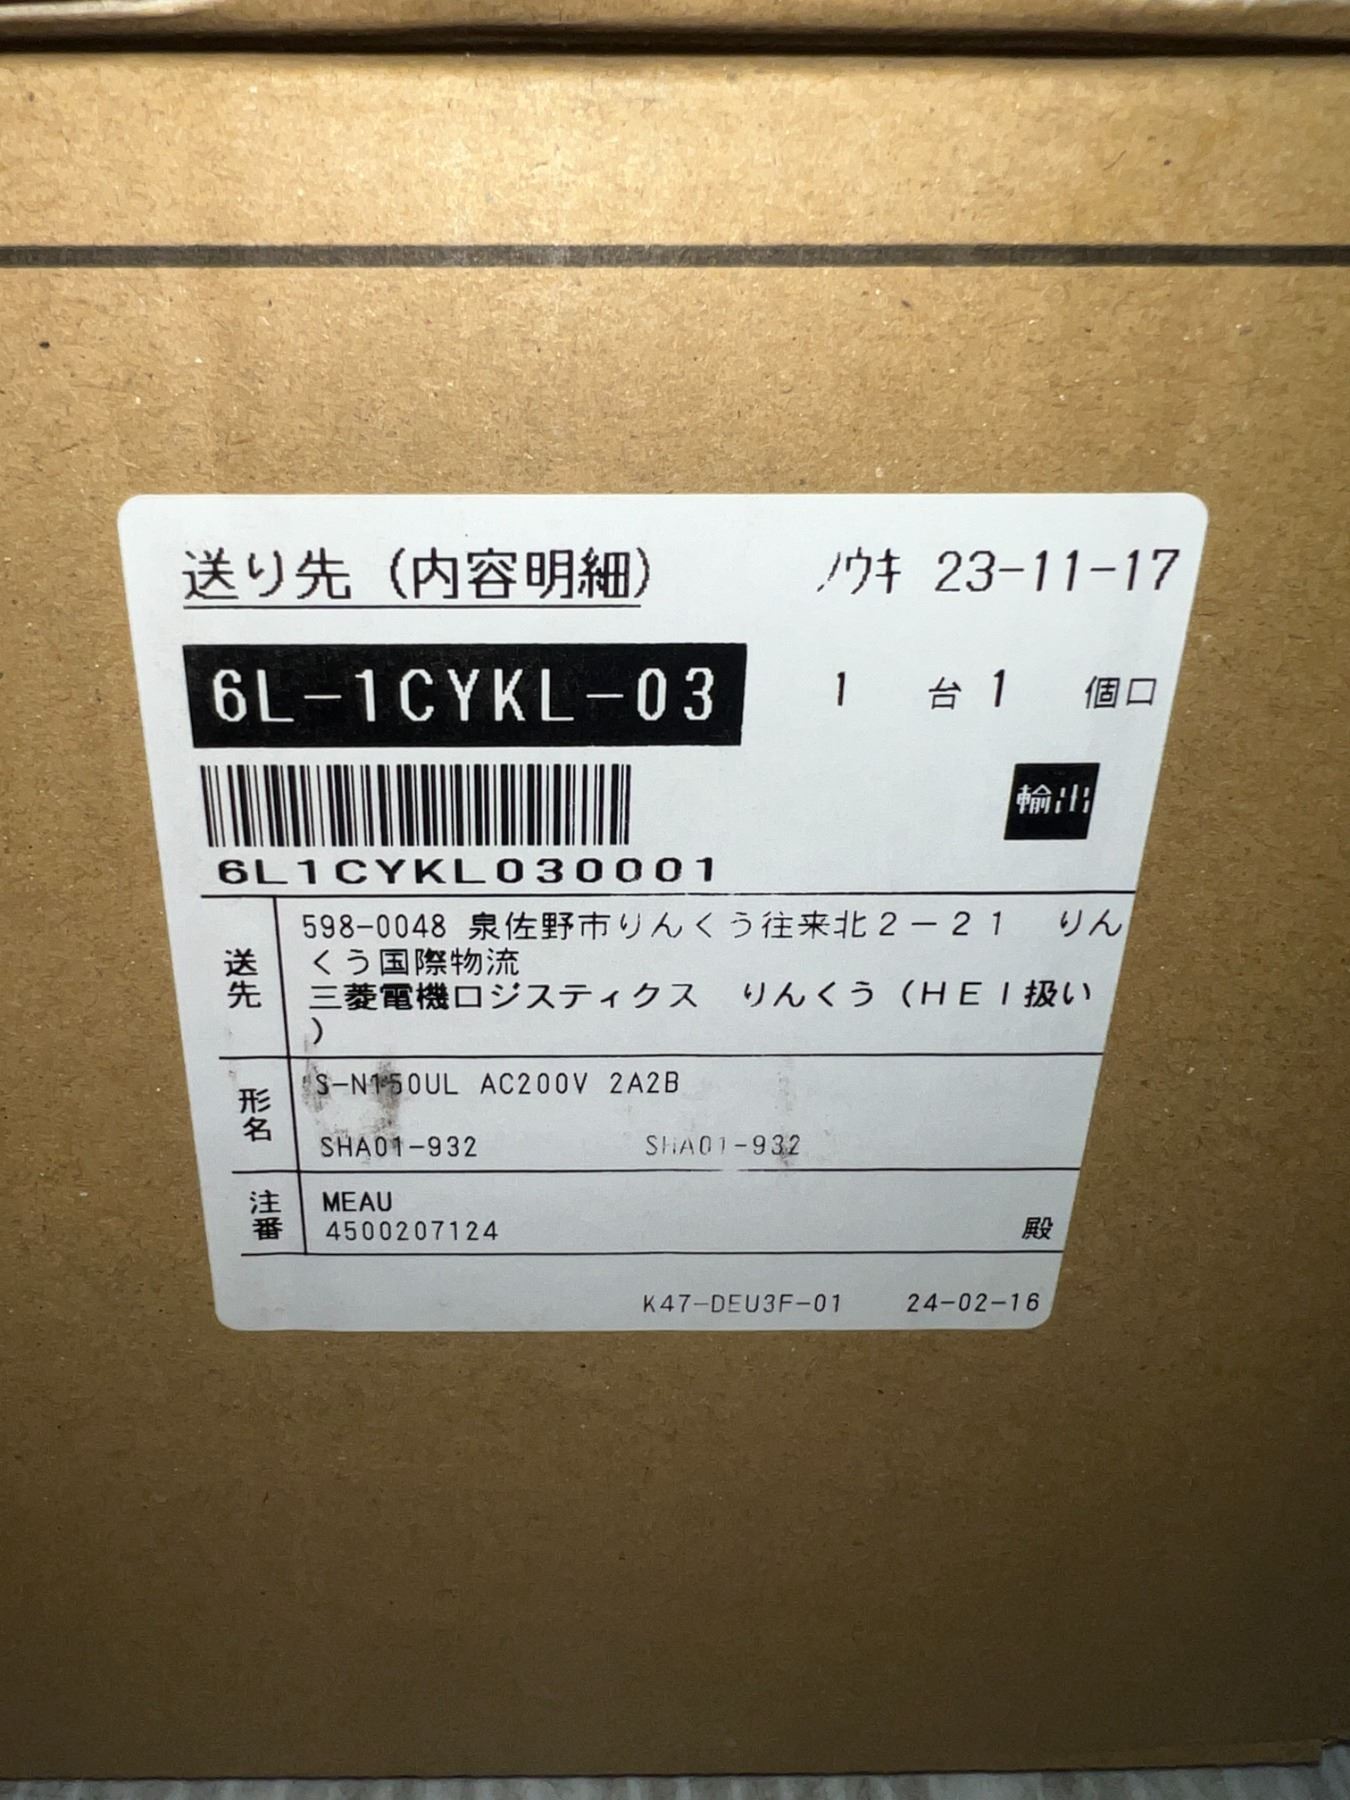 送り先（内容明細） ノウキ 23-11-17
6L-1CYKL-03 1 台 1 個口
輸出
6L1CYKL030001
送先
598-0048 泉佐野市りんくう往来北２－２１　りん
くう国際物流
三菱電機ロジスティクス　りんくう（ＨＥＩ扱い
）
形名
S-N150UL AC200V 2A2B
SHA01-932 SHA01-932
注番
MEAU
4500207124 殿
K47-DEU3F-01 24-02-16